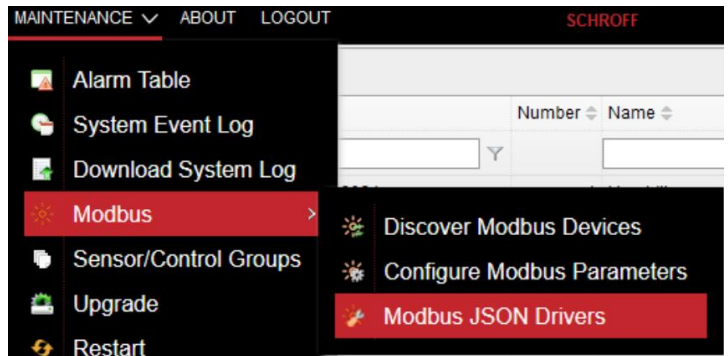 MAINTENANCE ABOUT LOGOUT SCHROFF
Alarm Table
System Event Log
Number Name
Download System Log
Modbus
Discover Modbus Devices
Sensor/Control Groups
Configure Modbus Parameters
Upgrade
Modbus JSON Drivers
Restart